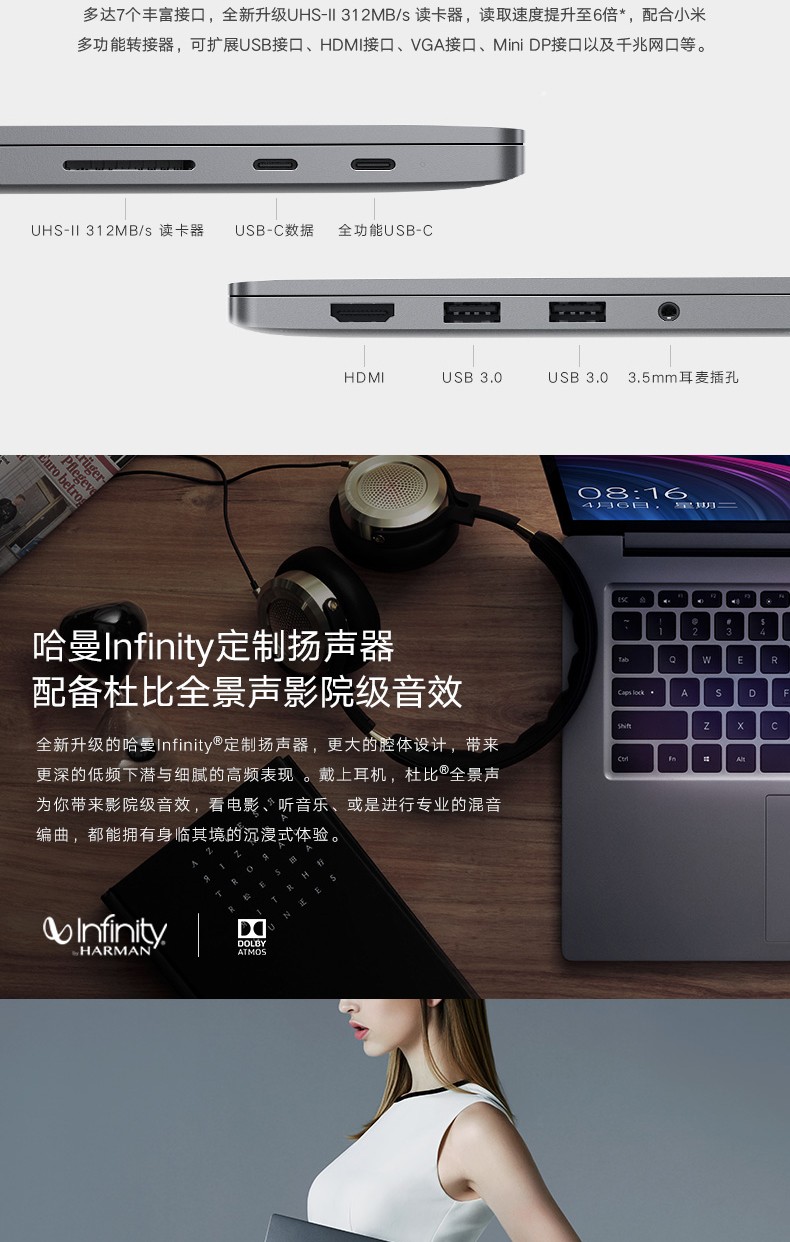 多达7个丰富接口，全新升级UHS-II 312MB/s 读卡器，读取速度提升至6倍*，配合小米
多功能转接器，可扩展USB接口、HDMI接口、VGA接口、Mini DP接口以及千兆网口等。
UHS-II 312MB/s 读卡器 USB-C数据 全功能USB-C
HDMI USB 3.0 USB 3.0 3.5mm耳麦插孔
08:16
4月6日，星期二
哈曼Infinity定制扬声器
配备杜比全景声影院级音效
全新升级的哈曼Infinity®定制扬声器，更大的腔体设计，带来
更深的低频下潜与细腻的高频表现 。戴上耳机，杜比®全景声
为你带来影院级音效，看电影、听音乐、或是进行专业的混音
编曲，都能拥有身临其境的沉浸式体验。
ESC
Tab Q W E R
Caps lock A S D F
Shift Z X C
Ctrl Fn Alt
Infinity
by HARMAN
DOLBY
ATMOS